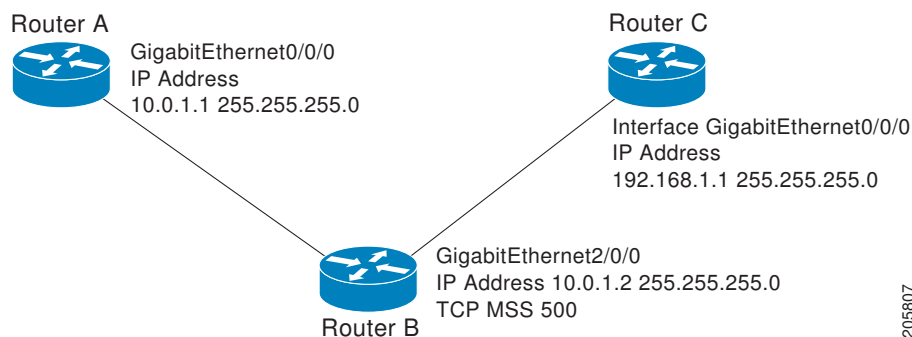 Router A
GigabitEthernet0/0/0
IP Address
10.0.1.1 255.255.255.0
Router C
Interface GigabitEthernet0/0/0
IP Address
192.168.1.1 255.255.255.0
GigabitEthernet2/0/0
IP Address 10.0.1.2 255.255.255.0
TCP MSS 500
Router B
205807